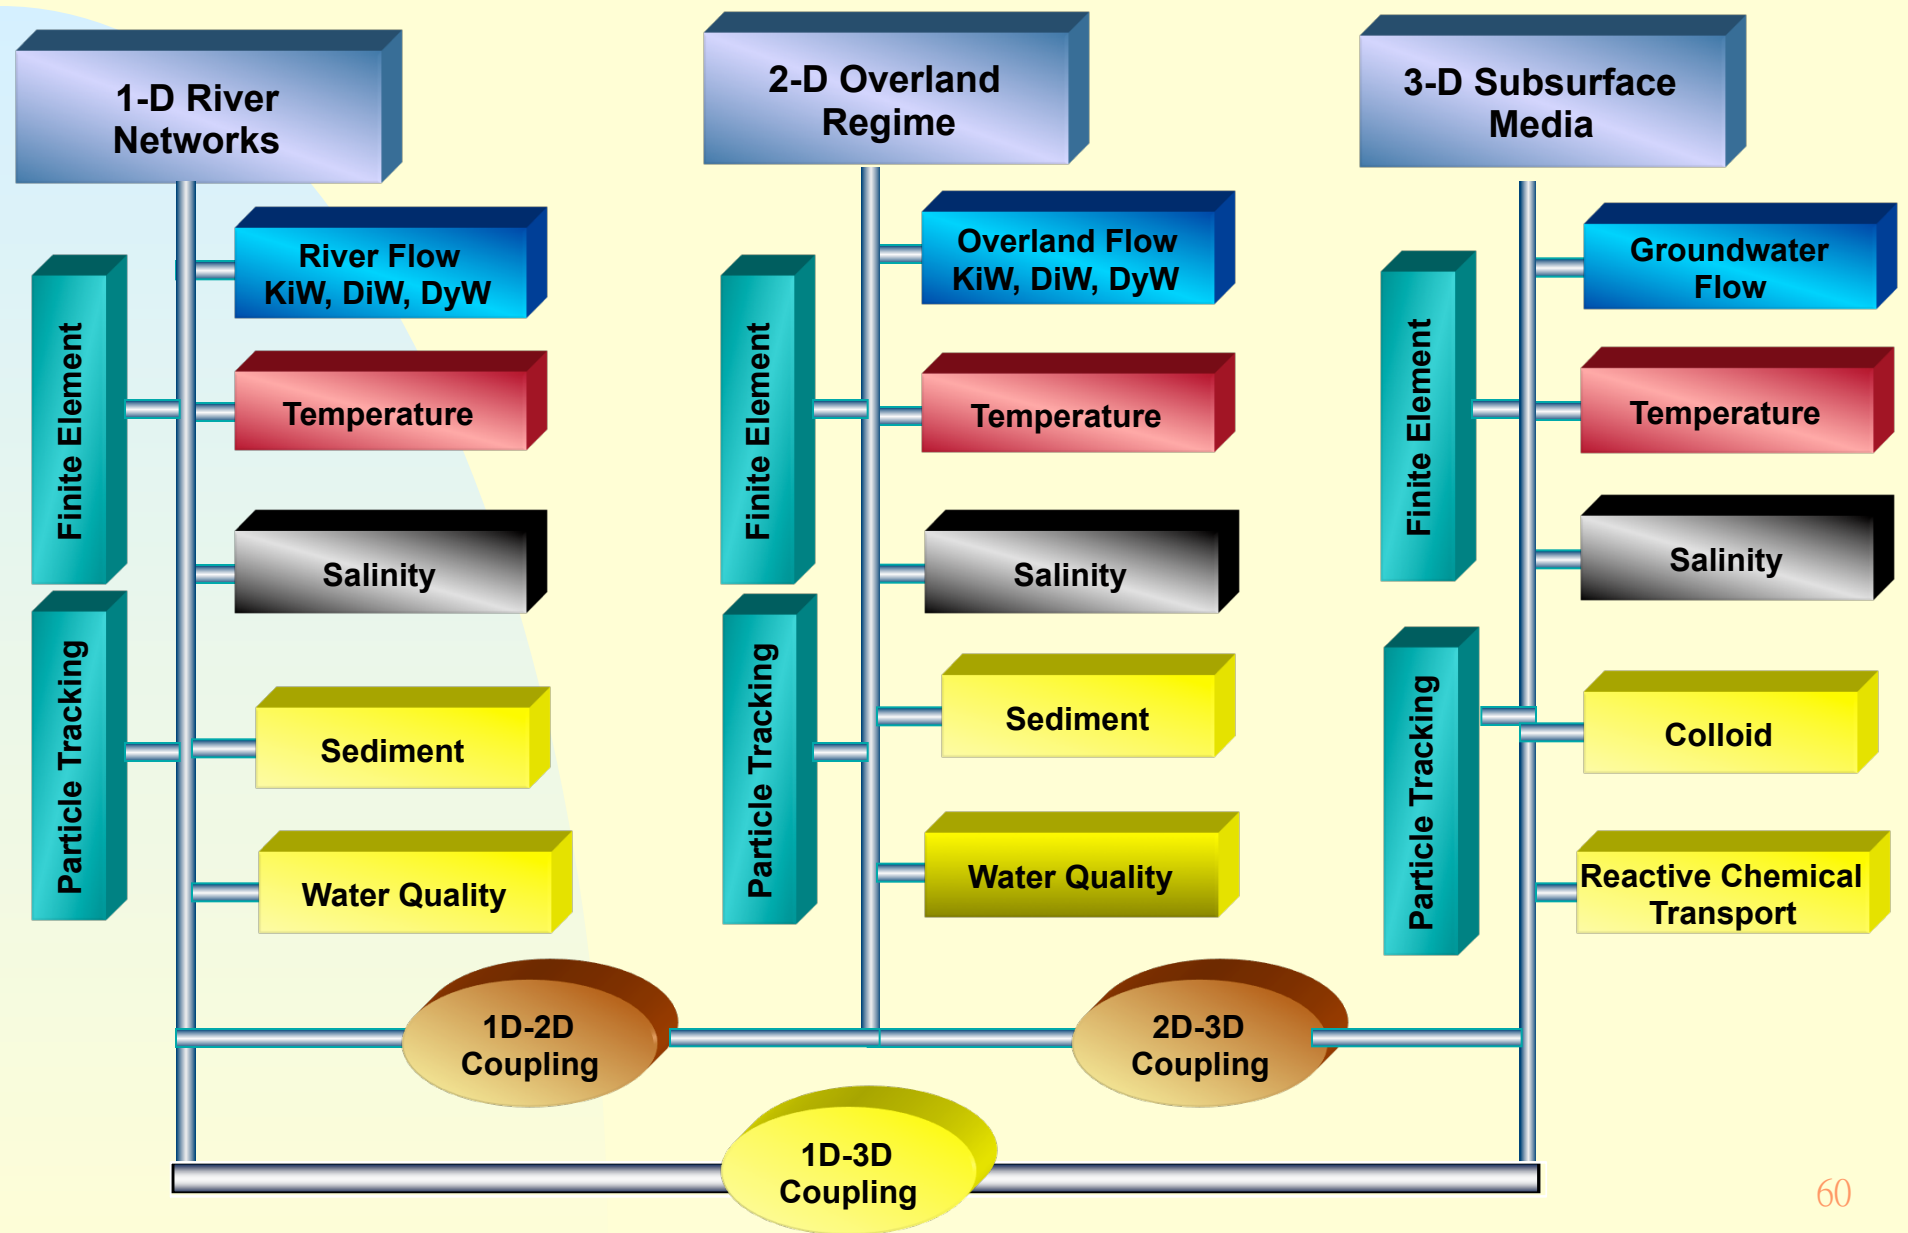 1-D River
Networks
2-D Overland
Regime
3-D Subsurface
Media
River Flow
KiW, DiW, DyW
Temperature
Salinity
Sediment
Water Quality
Finite Element
Particle Tracking
Overland Flow
KiW, DiW, DyW
Temperature
Salinity
Sediment
Water Quality
Finite Element
Particle Tracking
Groundwater
Flow
Temperature
Salinity
Colloid
Reactive Chemical
Transport
Finite Element
Particle Tracking
1D-2D
Coupling
2D-3D
Coupling
1D-3D
Coupling
60